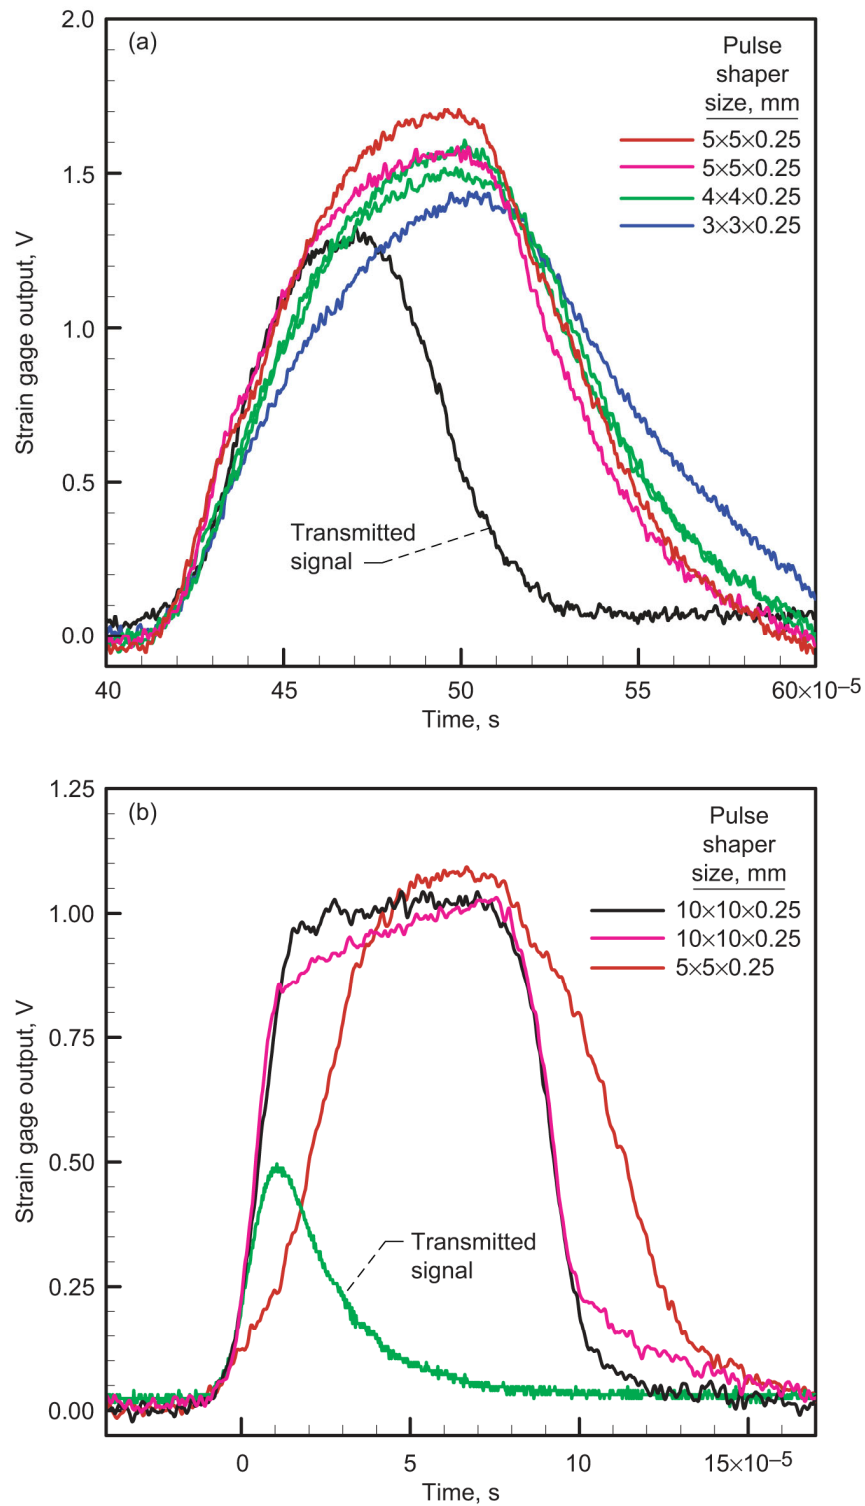 (a)
Pulse
shaper
size, mm
5×5×0.25
5×5×0.25
4×4×0.25
3×3×0.25
2.0
1.5
1.0
0.5
0.0
Strain gage output, V
Transmitted
signal
40 45 50 55 60×10–5
Time, s
(b)
Pulse
shaper
size, mm
10×10×0.25
10×10×0.25
5×5×0.25
1.25
1.00
0.75
0.50
0.25
0.00
Strain gage output, V
Transmitted
signal
0 5 10 15×10–5
Time, s